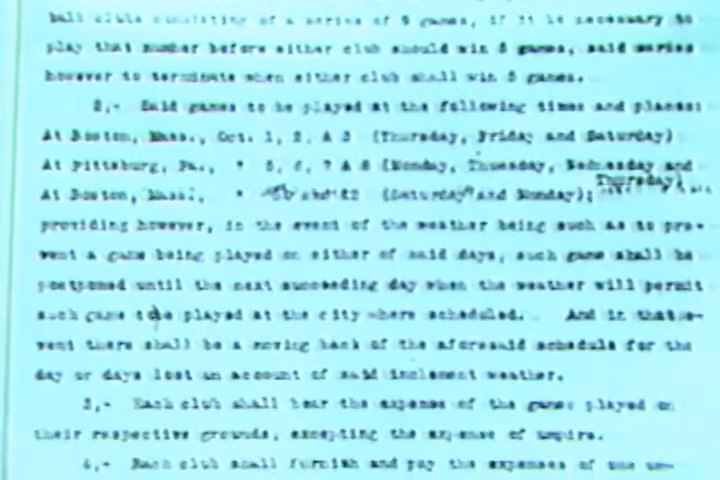 ball clubs consisting of a series of 9 games, if it be necessary to
play that number before either club should win 5 games, said series
however to terminate when either club shall win 5 games.
2,- Said games to be played at the following times and places:
At Boston, Mass., Oct. 1, 2, & 3 (Thursday, Friday and Saturday)
At Pittsburg, Pa., " 5, 6, 7 & 8 (Monday, Thuesday, Wednesday and
Thursday)
At Boston, Mass., " (Saturday and Monday);
providing however, in the event of the weather being such as to pre-
vent a game being played on either of said days, such game shall be
postponed until the next succeeding day when the weather will permit
such game to be played at the city where scheduled. And in that e-
vent there shall be a moving back of the aforesaid schedule for the
day or days lost on account of said inclement weather.
3,- Each club shall bear the expense of the games played on
their respective grounds, excepting the expense of umpire.
4,- Each club shall furnish and pay the expenses of one um-